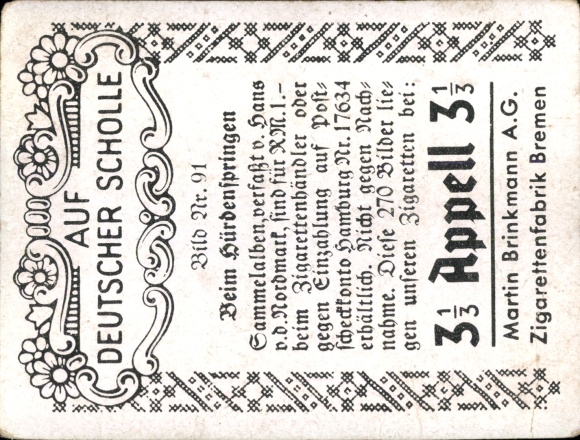 AUF
DEUTSCHER SCHOLLE
Bild Nr. 91
Beim Hürdenspringen
Sammelalben, verfaßt v. Hans
v. d. Nordmark, sind für RM. 1.–
beim Zigarettenhändler oder
gegen Einzahlung auf Post-
scheckkonto Hamburg Nr. 17634
erhältlich. Nicht gegen Nach-
nahme. Diese 270 Bilder lie-
gen unseren Zigaretten bei:
3⅓ Appell 3⅓
Martin Brinkmann A.G.
Zigarettenfabrik Bremen